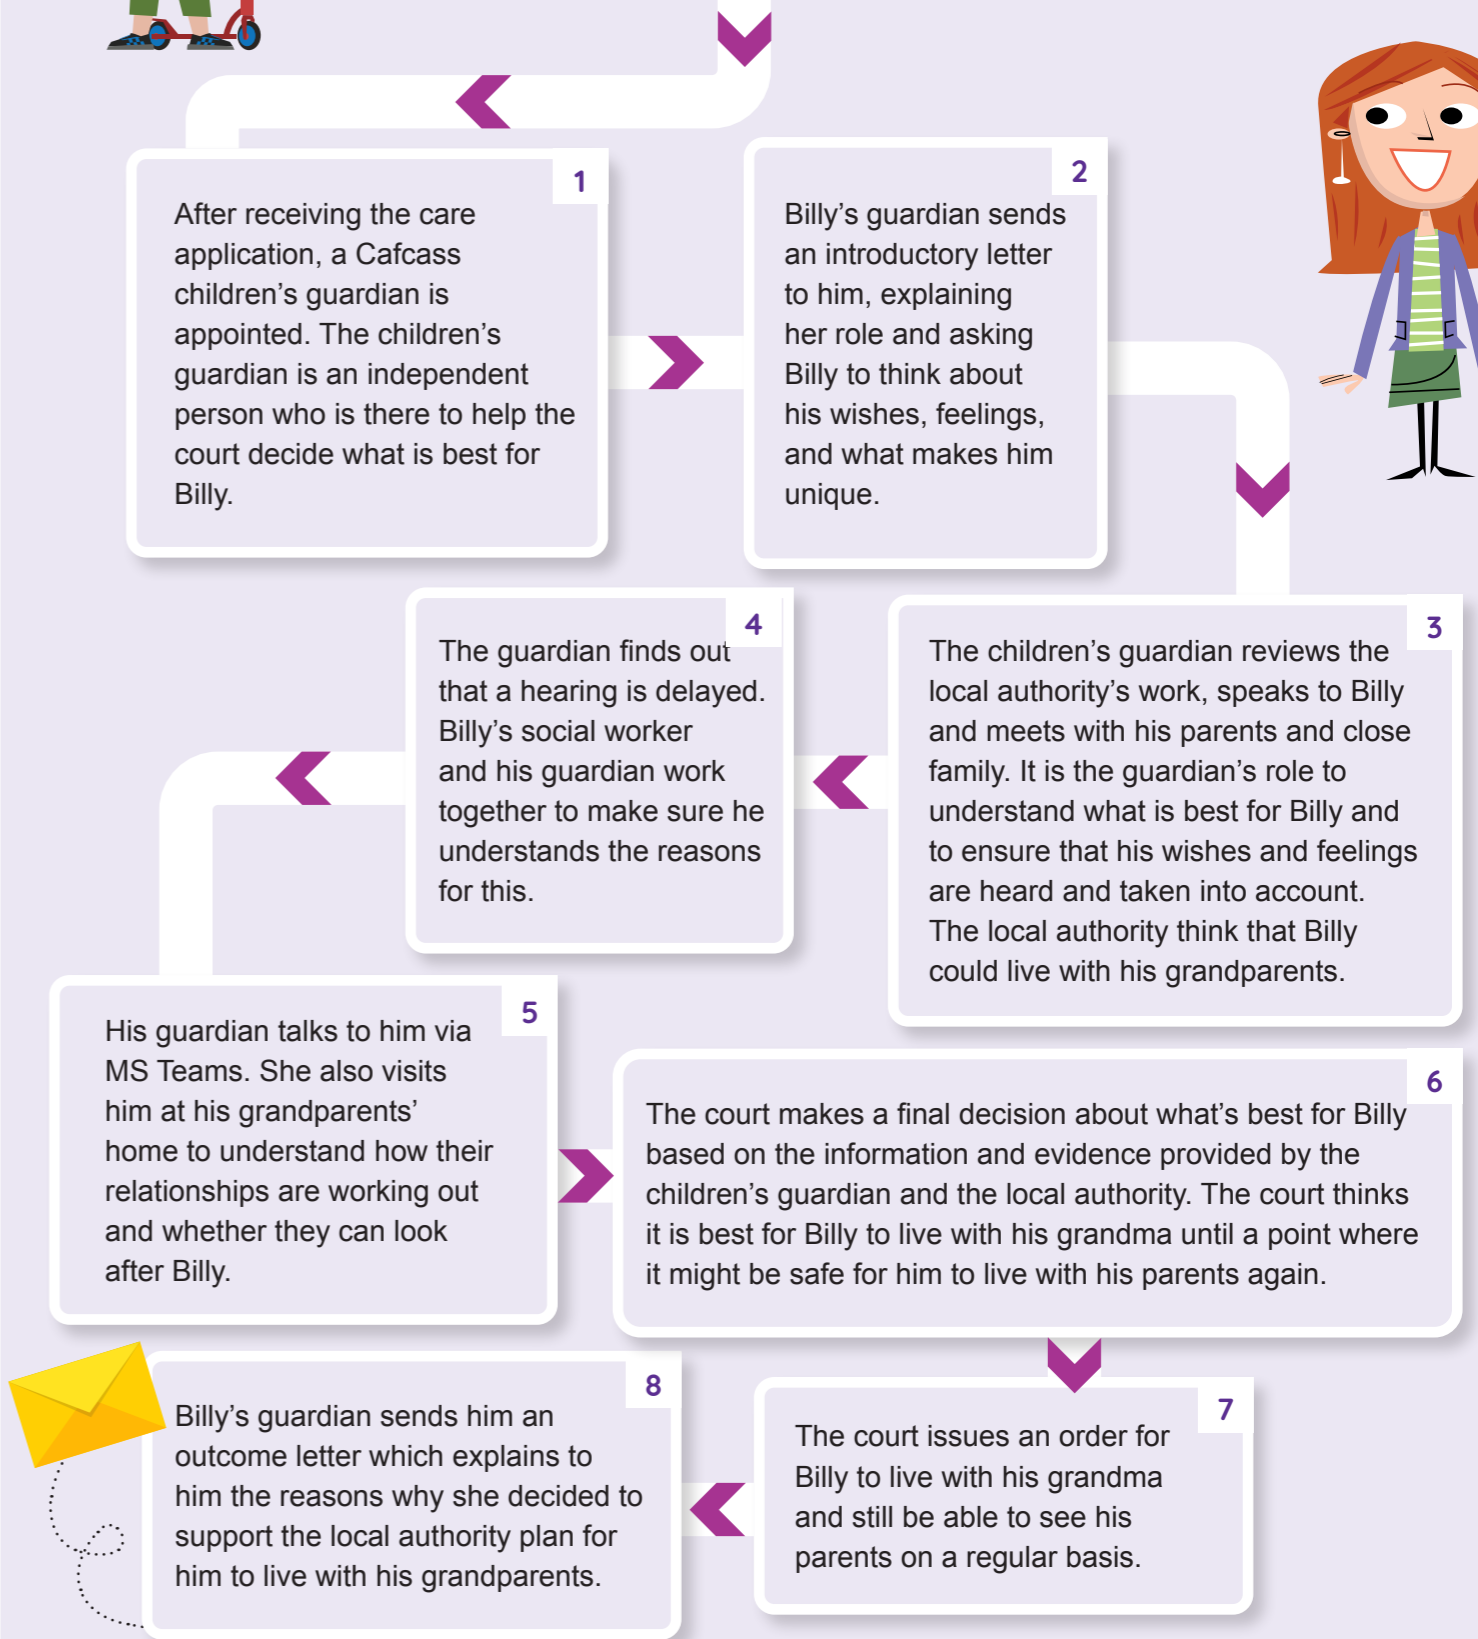 1
After receiving the care
application, a Cafcass
children’s guardian is
appointed. The children’s
guardian is an independent
person who is there to help the
court decide what is best for
Billy.
2
Billy’s guardian sends
an introductory letter
to him, explaining
her role and asking
Billy to think about
his wishes, feelings,
and what makes him
unique.
3
The children’s guardian reviews the
local authority’s work, speaks to Billy
and meets with his parents and close
family. It is the guardian’s role to
understand what is best for Billy and
to ensure that his wishes and feelings
are heard and taken into account.
The local authority think that Billy
could live with his grandparents.
4
The guardian finds out
that a hearing is delayed.
Billy’s social worker
and his guardian work
together to make sure he
understands the reasons
for this.
5
His guardian talks to him via
MS Teams. She also visits
him at his grandparents’
home to understand how their
relationships are working out
and whether they can look
after Billy.
6
The court makes a final decision about what’s best for Billy
based on the information and evidence provided by the
children’s guardian and the local authority. The court thinks
it is best for Billy to live with his grandma until a point where
it might be safe for him to live with his parents again.
7
The court issues an order for
Billy to live with his grandma
and still be able to see his
parents on a regular basis.
8
Billy’s guardian sends him an
outcome letter which explains to
him the reasons why she decided to
support the local authority plan for
him to live with his grandparents.